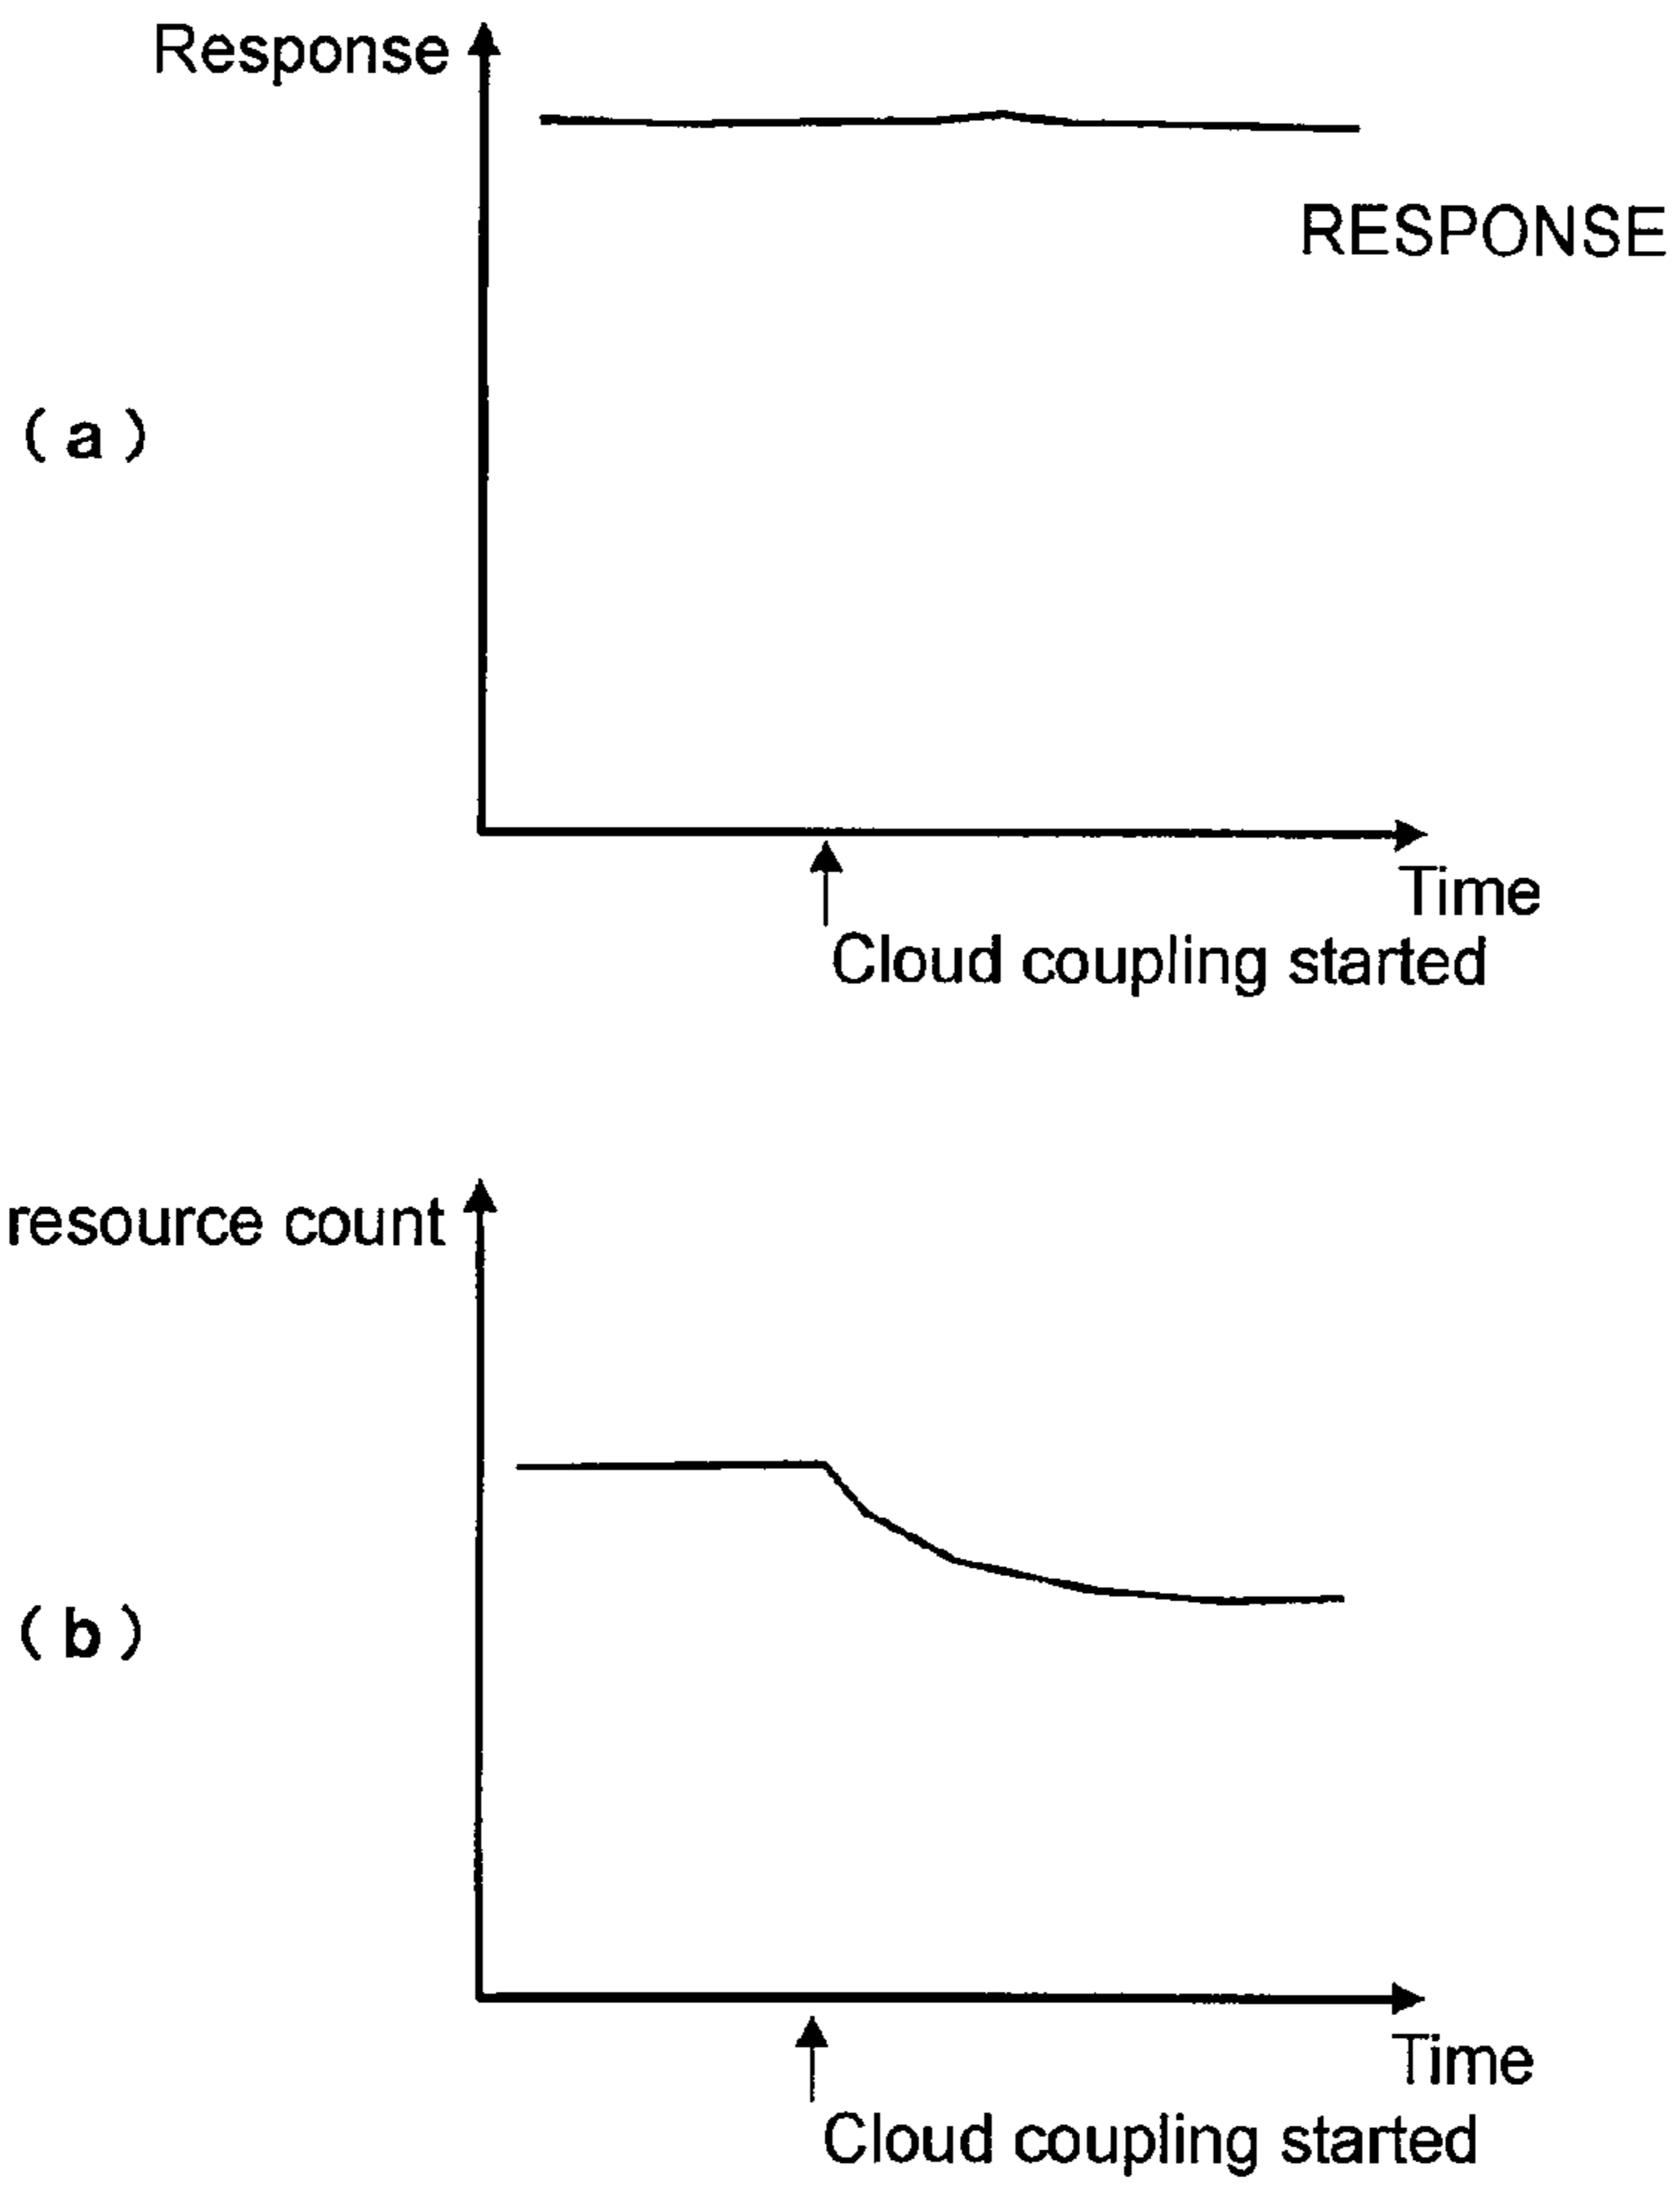 Response
RESPONSE
(a)
Time
Cloud coupling started
resource count
(b)
Time
Cloud coupling started